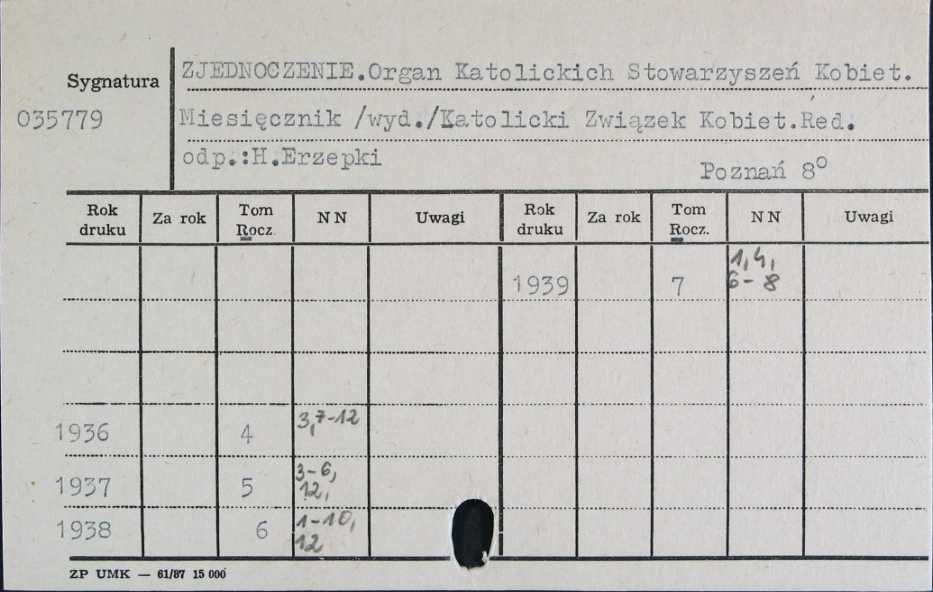 Sygnatura
035779
ZJEDNOCZENIE.Organ Katolickich Stowarzyszeń Kobiet.
Miesięcznik /wyd./Katolicki Związek Kobiet.Red.
odp.:H.Erzepki
Poznań 8o
Rok druku Za rok Tom Rocz. NN Uwagi Rok druku Za rok Tom Rocz. NN Uwagi
1939 7 1,4, 6-8
1936 4 3,7-12
1937 5 3-6, 12,
1938 6 1-10, 12
ZP UMK — 61/87 15 000